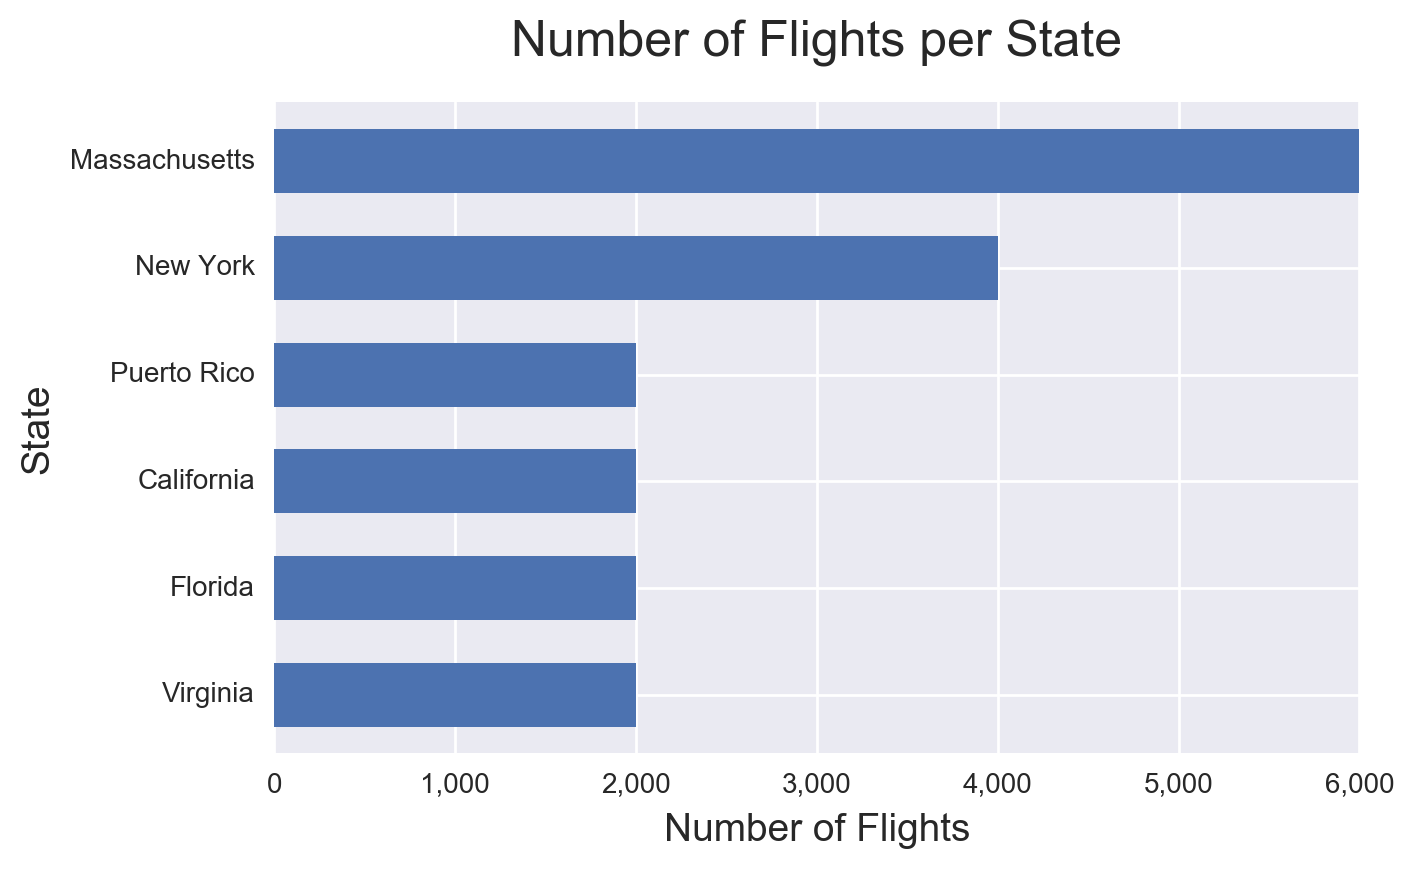 Number of Flights per State
Massachusetts
New York
Puerto Rico
California
Florida
Virginia
State
0 1,000 2,000 3,000 4,000 5,000 6,000
Number of Flights